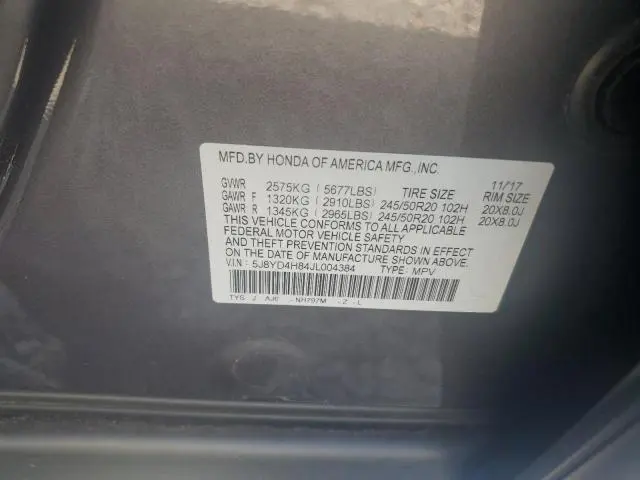 MFD.BY HONDA OF AMERICA MFG.,INC. 11/17
GVWR 2575KG (5677LBS) TIRE SIZE RIM SIZE
GAWR F 1320KG (2910LBS) 245/50R20 102H 20X8.0J
GAWR R 1345KG (2965LBS) 245/50R20 102H 20X8.0J
THIS VEHICLE CONFORMS TO ALL APPLICABLE
FEDERAL MOTOR VEHICLE SAFETY
AND THEFT PREVENTION STANDARDS IN EFFECT
ON THE DATE OF MANUFACTURE SHOWN ABOVE.
V.I.N: 5J8YD4H84JL004384 TYPE: MPV
TYS J NH797M -Z -L